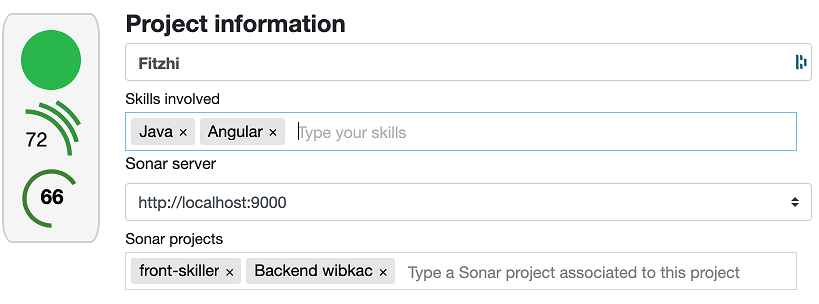 Project information
Fitzhi
Skills involved
72
Java × Angular × Type your skills
Sonar server
66
http://localhost:9000
Sonar projects
front-skiller × Backend wibkac × Type a Sonar project associated to this project